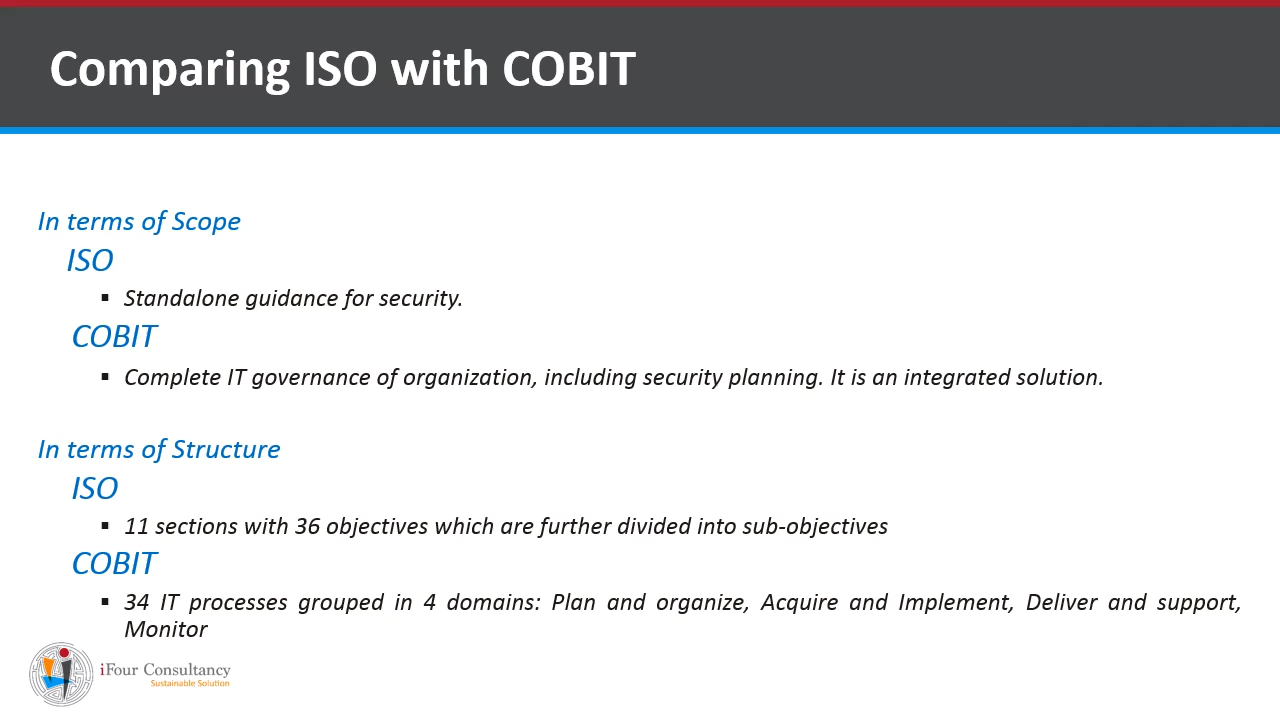 Comparing ISO with COBIT
In terms of Scope
ISO
▪ Standalone guidance for security.
COBIT
▪ Complete IT governance of organization, including security planning. It is an integrated solution.
In terms of Structure
ISO
▪ 11 sections with 36 objectives which are further divided into sub-objectives
COBIT
▪ 34 IT processes grouped in 4 domains: Plan and organize, Acquire and Implement, Deliver and support,
Monitor
iFour Consultancy
Sustainable Solution